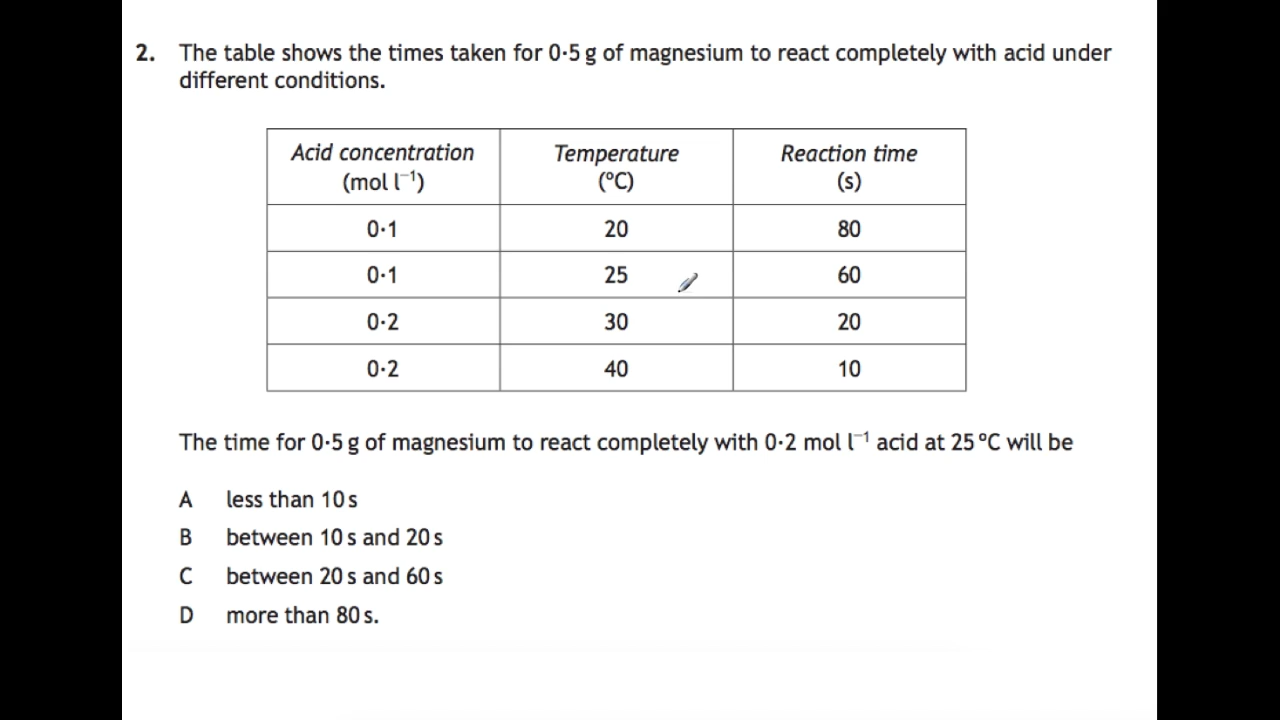 2. The table shows the times taken for 0·5 g of magnesium to react completely with acid under
different conditions.
Acid concentration Temperature Reaction time
(mol l⁻¹) (°C) (s)
0·1 20 80
0·1 25 60
0·2 30 20
0·2 40 10
The time for 0·5 g of magnesium to react completely with 0·2 mol l⁻¹ acid at 25 °C will be
A less than 10 s
B between 10 s and 20 s
C between 20 s and 60 s
D more than 80 s.